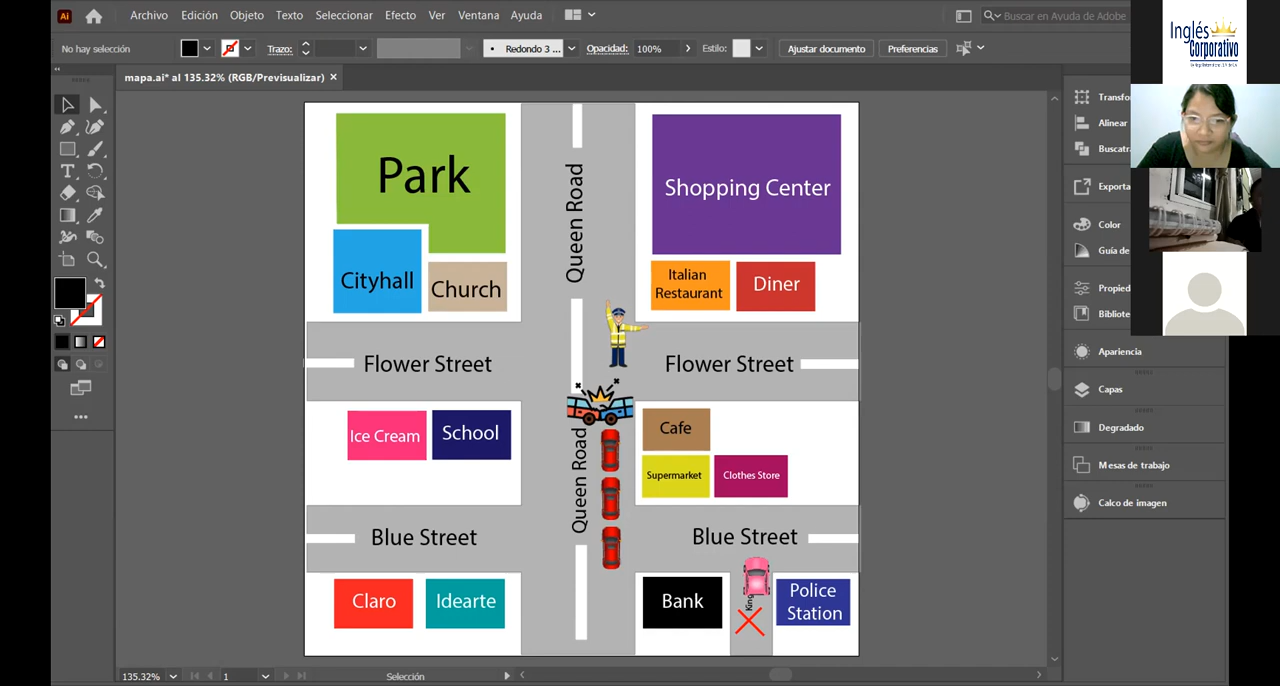 Archivo Edición Objeto Texto Seleccionar Efecto Ver Ventana Ayuda
Buscar en Ayuda de Adobe
Inglés
Corporativo
No hay selección
Trazo:
Redondo 3 ...
Opacidad: 100%
Estilo:
Ajustar documento
Preferencias
mapa.ai* al 135.32% (RGB/Previsualizar) ×
Park
Queen Road
Shopping Center
Cityhall
Church
Italian
Restaurant
Diner
Flower Street
Flower Street
Ice Cream
School
Queen Road
Cafe
Supermarket
Clothes Store
Blue Street
Blue Street
Claro
Idearte
Bank
King
Police
Station
Transfo
Alinear
Buscatra
Exporta
Color
Guía de
Propied
Bibliote
Apariencia
Capas
Degradado
Mesas de trabajo
Calco de imagen
135.32%
1
Selección